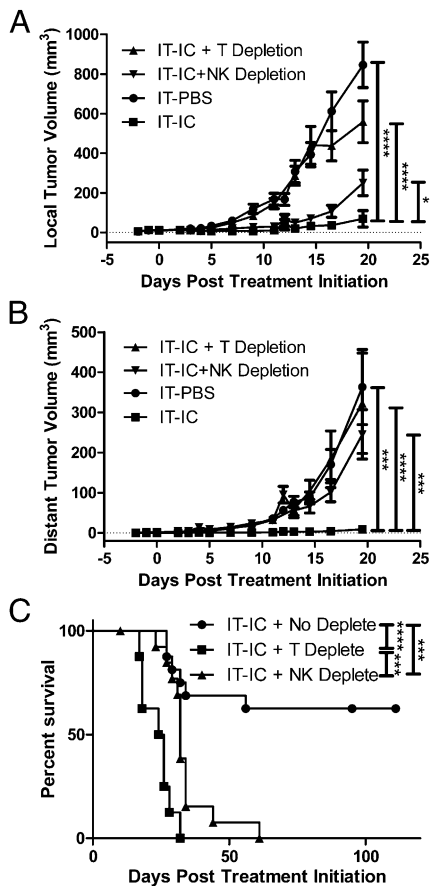 A
Local Tumor Volume (mm³)
1000
800
600
400
200
0
IT-IC + T Depletion
IT-IC+NK Depletion
IT-PBS
IT-IC
****
****
*
-5 0 5 10 15 20 25
Days Post Treatment Initiation
B
Distant Tumor Volume (mm³)
500
400
300
200
100
0
IT-IC + T Depletion
IT-IC+NK Depletion
IT-PBS
IT-IC
***
****
***
-5 0 5 10 15 20 25
Days Post Treatment Initiation
C
Percent survival
100
50
0
IT-IC + No Deplete
IT-IC + T Deplete
IT-IC + NK Deplete
****
***
***
0 50 100
Days Post Treatment Initiation